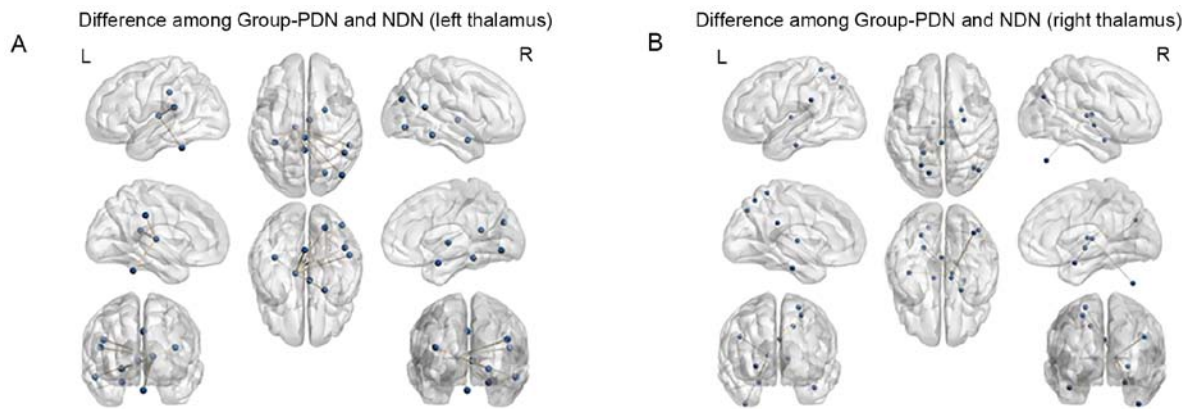 Difference among Group-PDN and NDN (left thalamus)
A
L
R
Difference among Group-PDN and NDN (right thalamus)
B
L
R